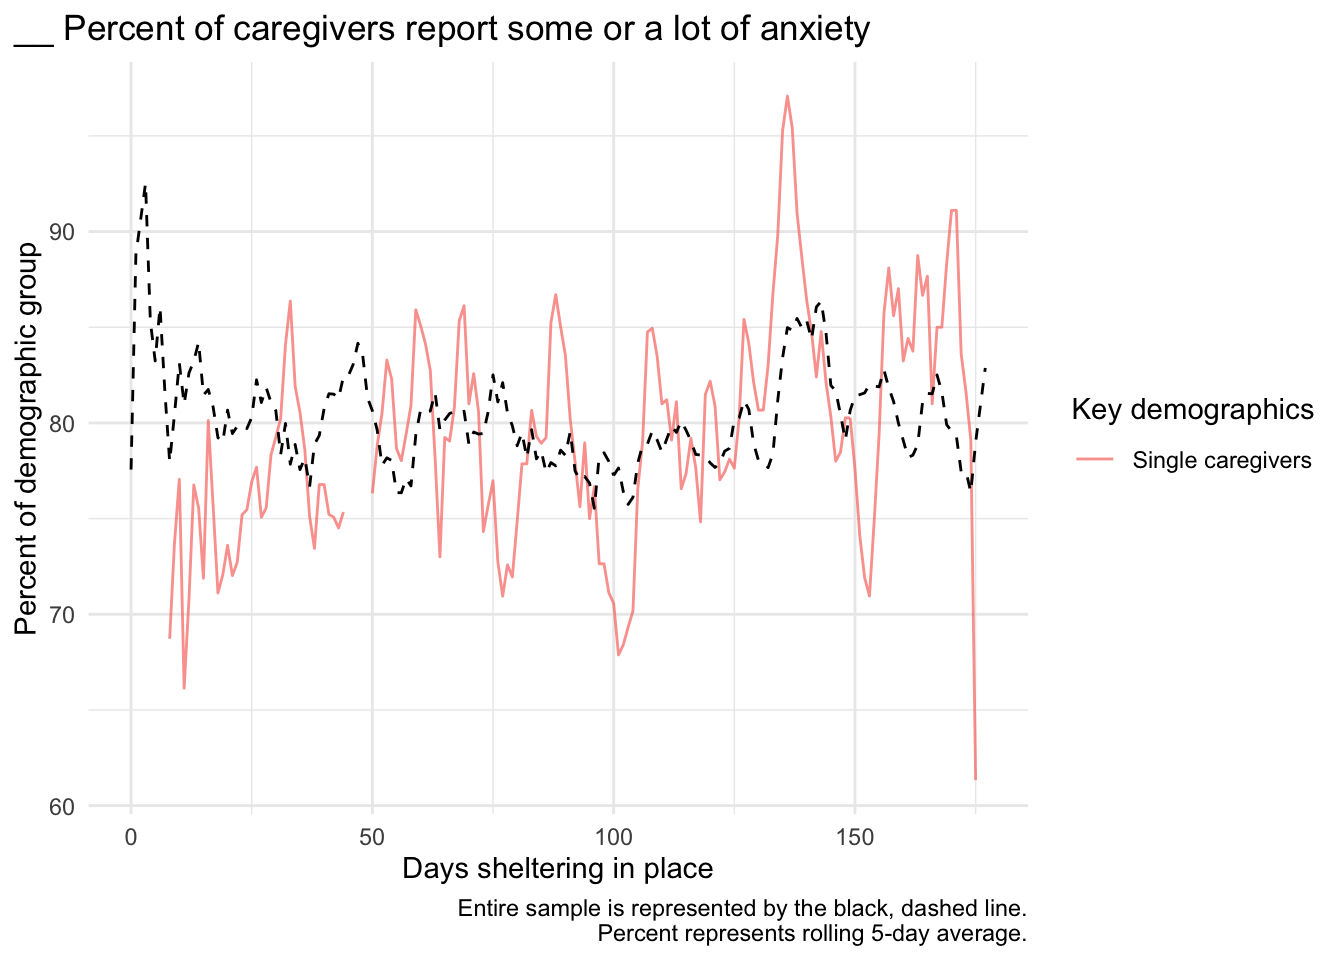 __ Percent of caregivers report some or a lot of anxiety
Percent of demographic group
90
80
70
60
0
50
100
150
Days sheltering in place
Key demographics
Single caregivers
Entire sample is represented by the black, dashed line.
Percent represents rolling 5-day average.